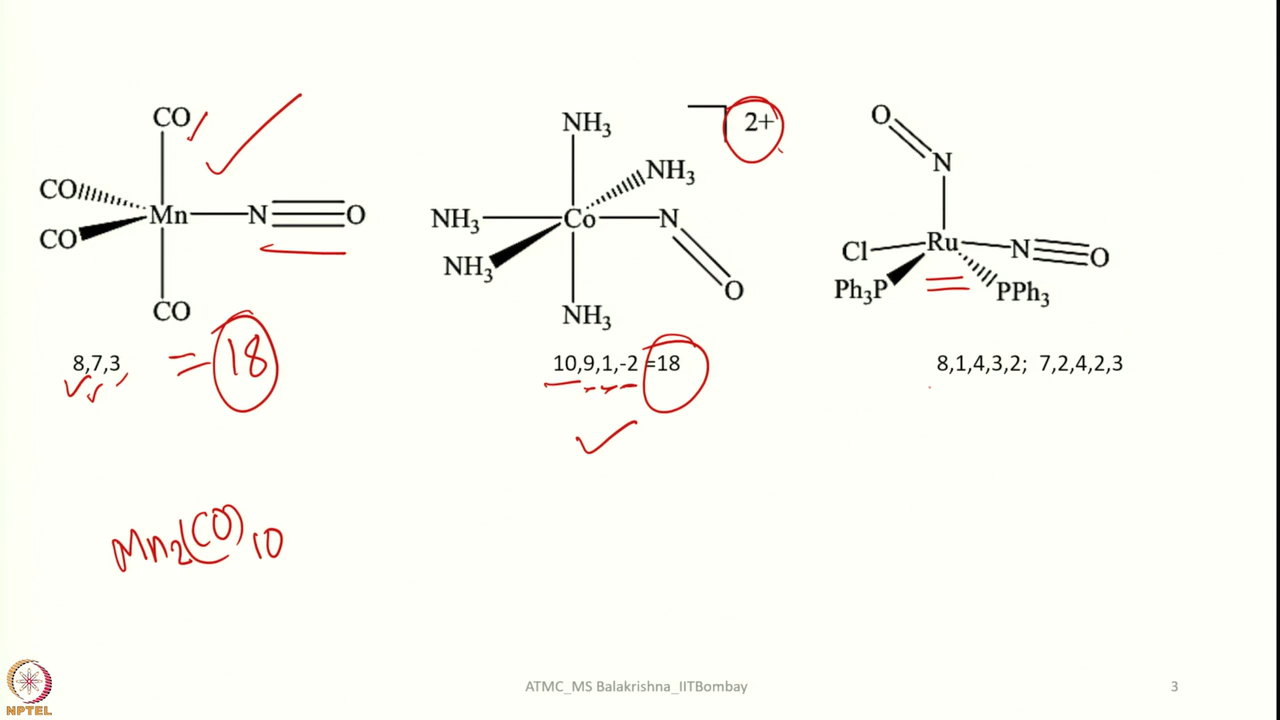 CO
CO
CO
Mn
N
O
CO
8,7,3
= 18
Mn2(CO)10
2+
NH3
NH3
NH3
Co
N
NH3
O
NH3
10,9,1,-2 =18
O
N
Cl
Ru
N
O
Ph3P
PPh3
8,1,4,3,2; 7,2,4,2,3
NPTEL
ATMC_MS Balakrishna_IITBombay
3